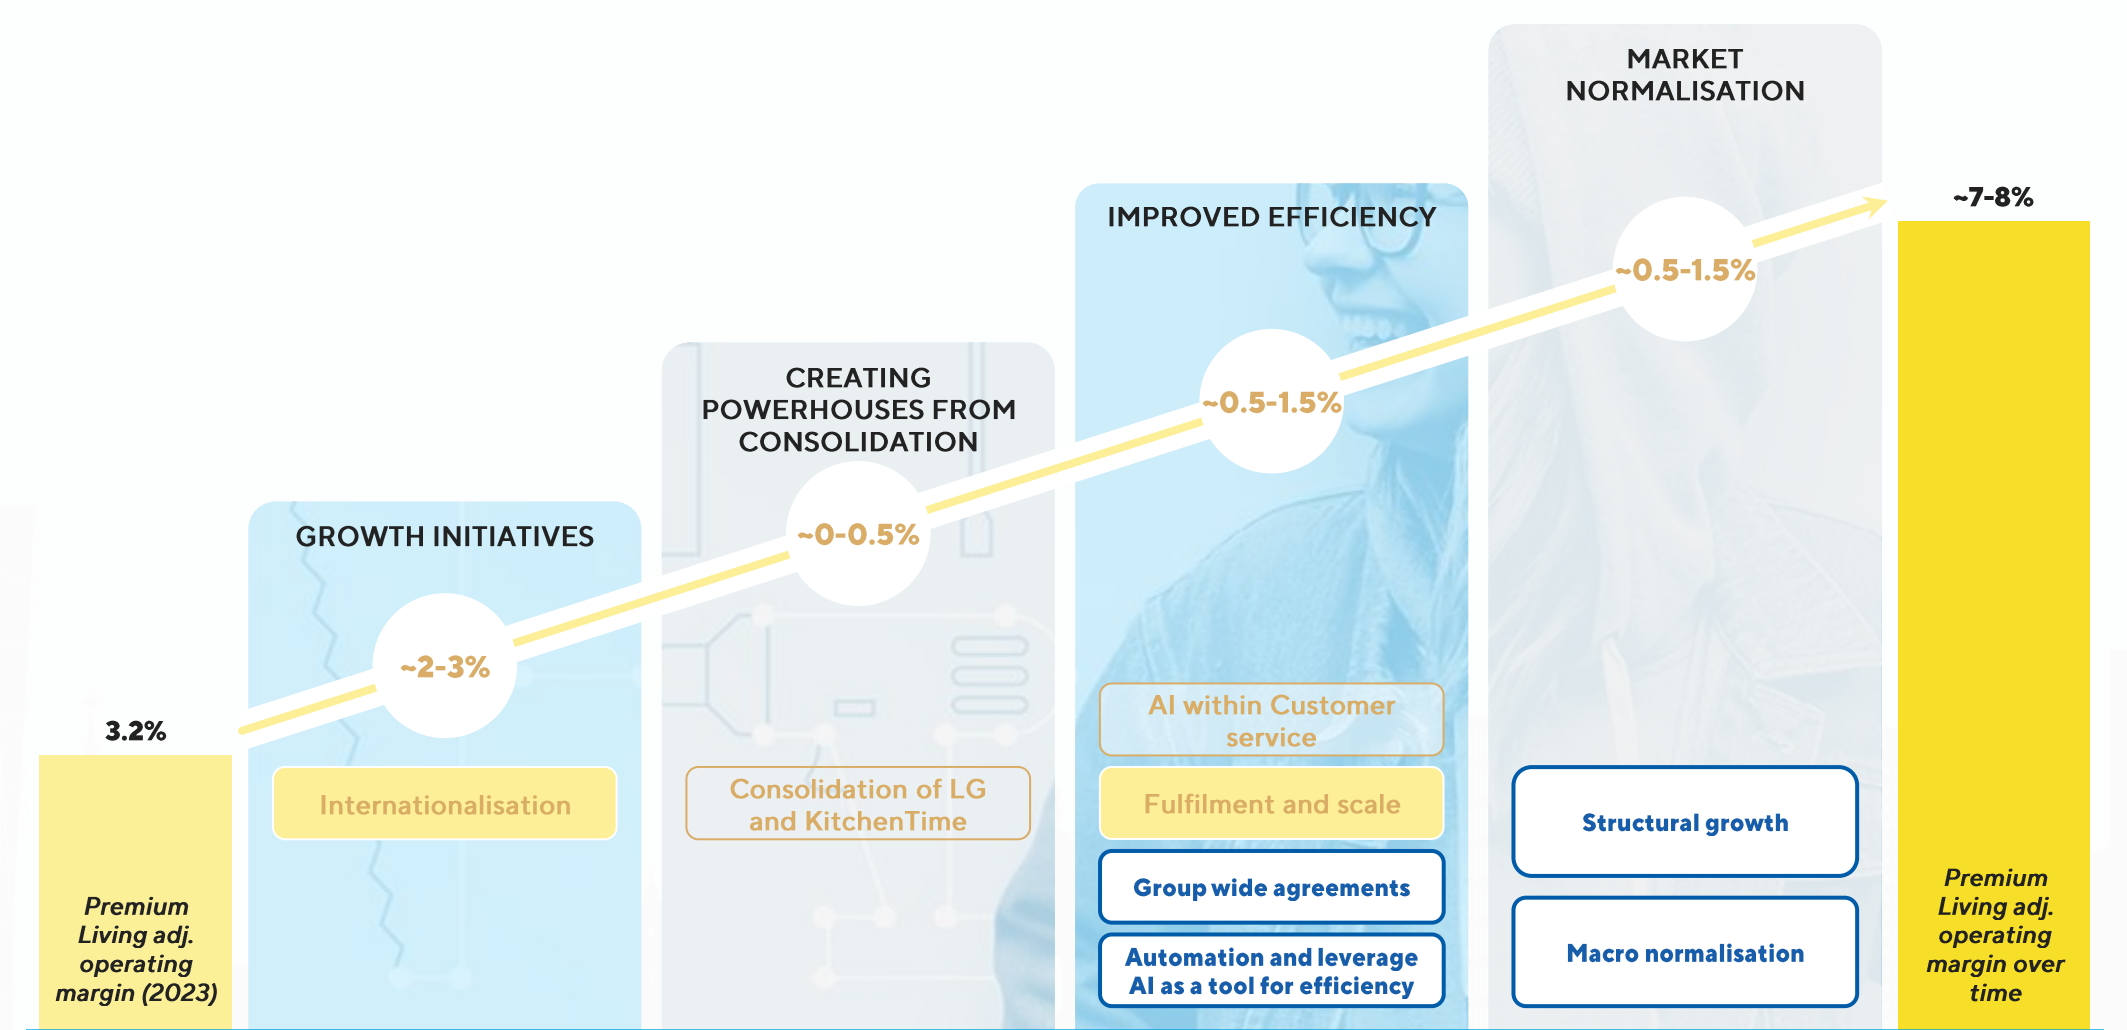 3.2%
Premium
Living adj.
operating
margin (2023)
GROWTH INITIATIVES
~2-3%
Internationalisation
CREATING
POWERHOUSES FROM
CONSOLIDATION
~0-0.5%
Consolidation of LG
and KitchenTime
IMPROVED EFFICIENCY
~0.5-1.5%
AI within Customer
service
Fulfilment and scale
Group wide agreements
Automation and leverage
AI as a tool for efficiency
MARKET
NORMALISATION
~0.5-1.5%
Structural growth
Macro normalisation
~7-8%
Premium
Living adj.
operating
margin over
time